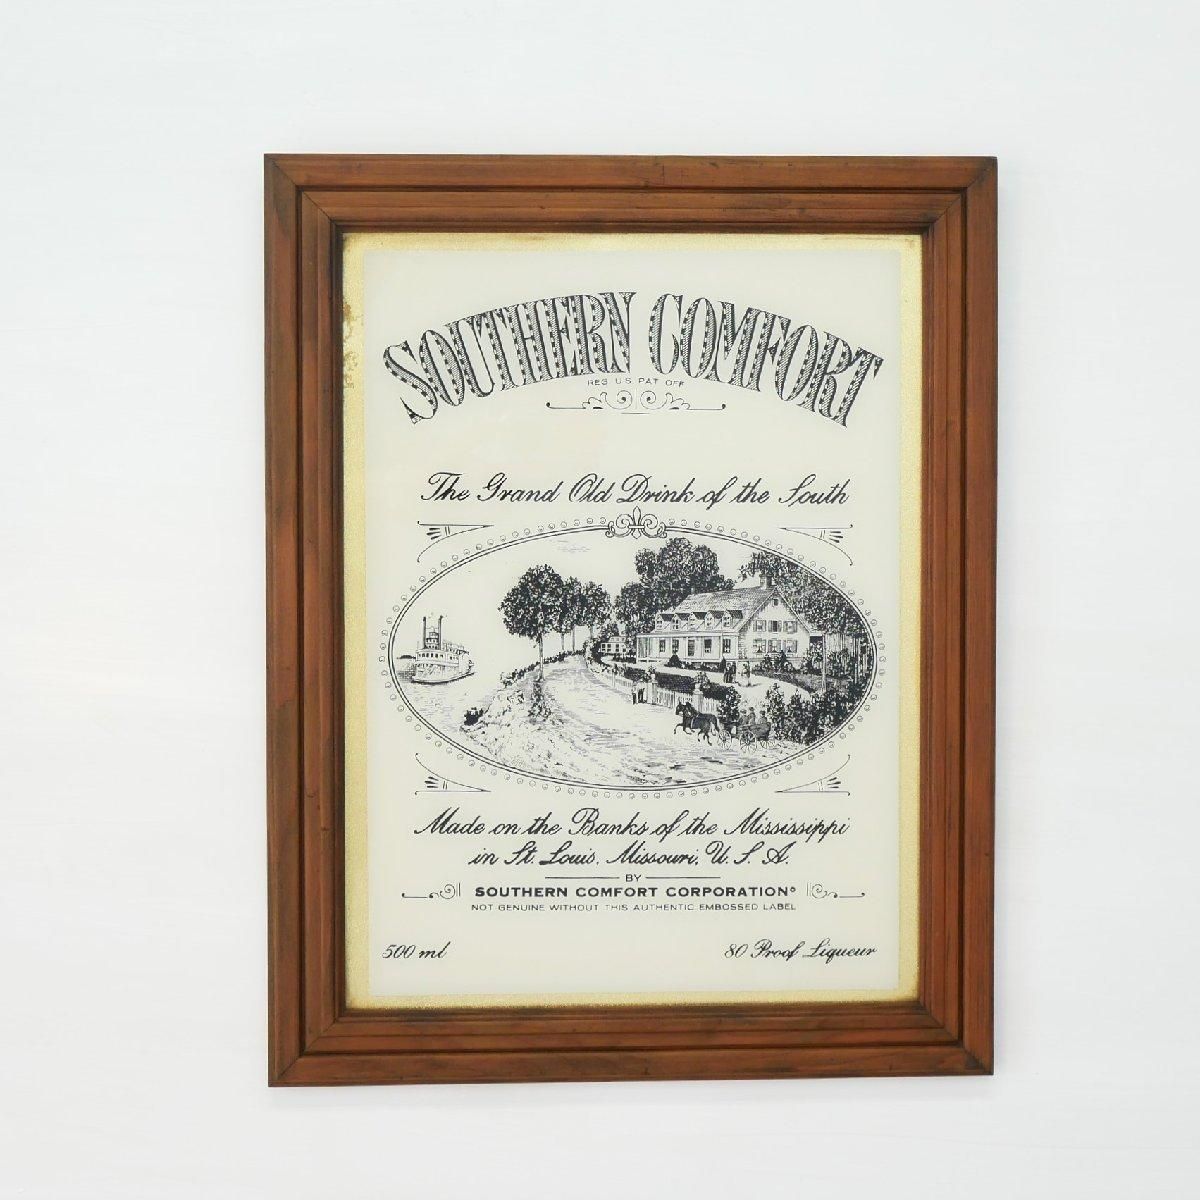 SOUTHERN COMFORT
REG U S PAT OFF
The Grand Old Drink of the South
Made on the Banks of the Mississippi
in St. Louis, Missouri, U. S. A.
BY
SOUTHERN COMFORT CORPORATION®
NOT GENUINE WITHOUT THIS AUTHENTIC EMBOSSED LABEL
500 ml
80 Proof Liqueur